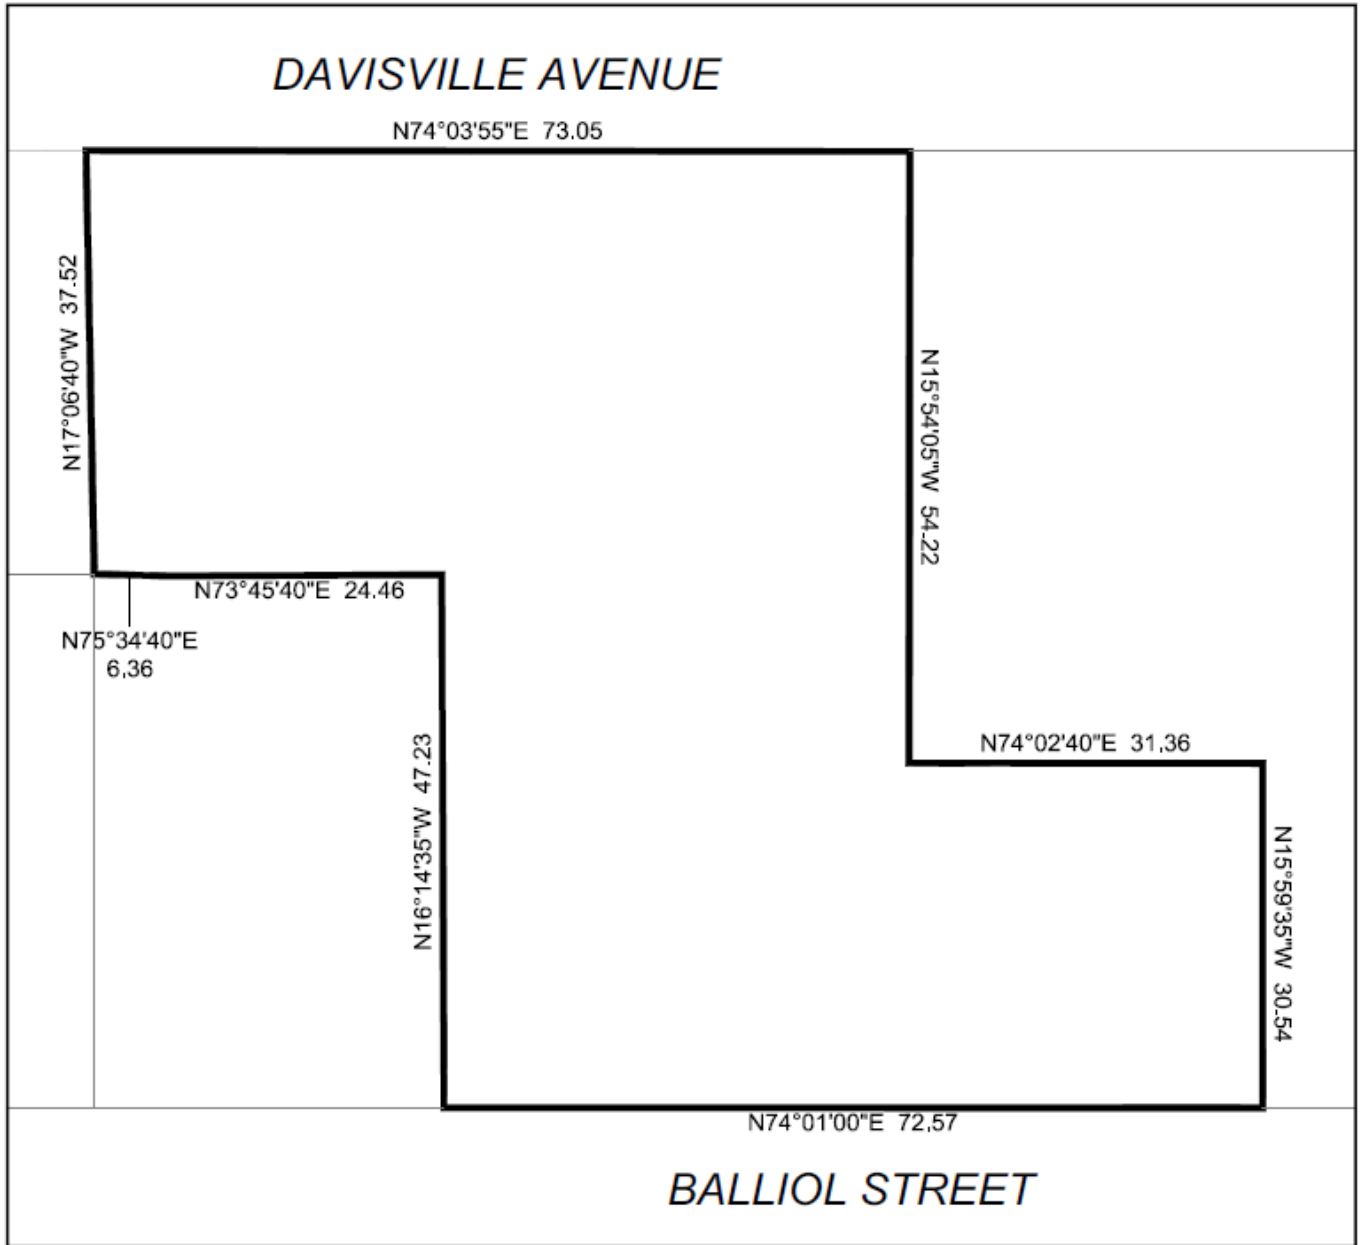 DAVISVILLE AVENUE
N74°03'55"E 73.05
N17°06'40"W 37.52
N15°54'05"W 54.22
N73°45'40"E 24.46
N75°34'40"E
6.36
N16°14'35"W 47.23
N74°02'40"E 31.36
N15°59'35"W 30.54
N74°01'00"E 72.57
BALLIOL STREET